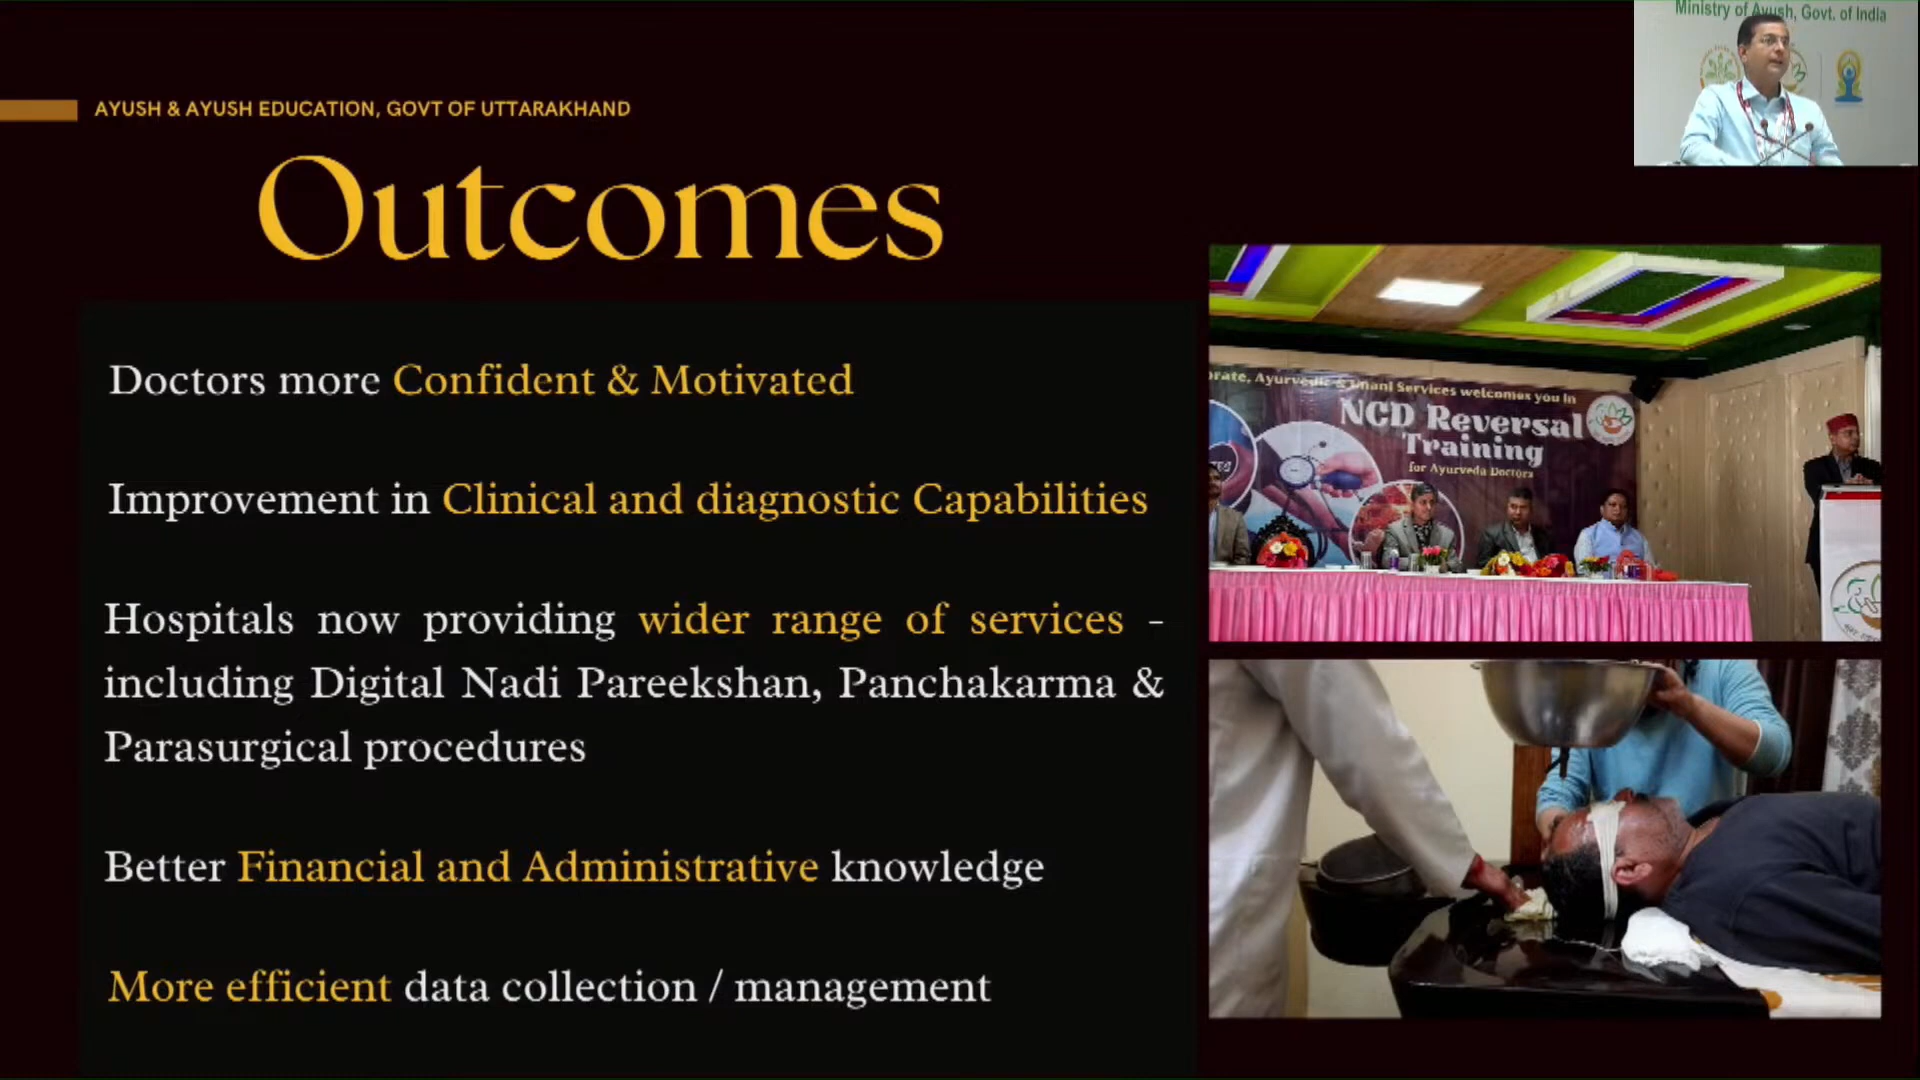 Ministry of Ayush, Govt. of India
AYUSH & AYUSH EDUCATION, GOVT OF UTTARAKHAND
Outcomes
Doctors more Confident & Motivated
Improvement in Clinical and diagnostic Capabilities
Hospitals now providing wider range of services -
including Digital Nadi Pareekshan, Panchakarma &
Parasurgical procedures
Better Financial and Administrative knowledge
More efficient data collection / management
Ayurvedic & Unani Services welcomes you in
NCD Reversal
Training
for Ayurveda Doctors